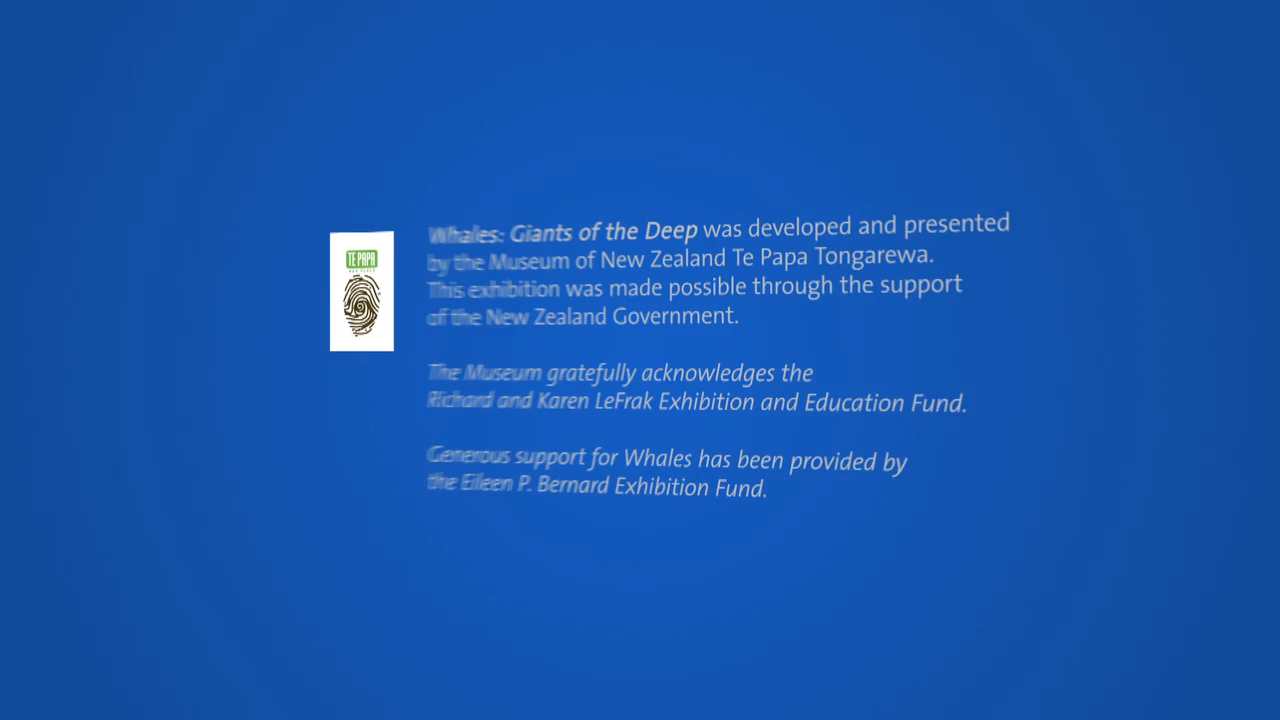 TE PAPA
OUR PLACE
Whales: Giants of the Deep was developed and presented
by the Museum of New Zealand Te Papa Tongarewa.
This exhibition was made possible through the support
of the New Zealand Government.
The Museum gratefully acknowledges the
Richard and Karen LeFrak Exhibition and Education Fund.
Generous support for Whales has been provided by
the Eileen P. Bernard Exhibition Fund.